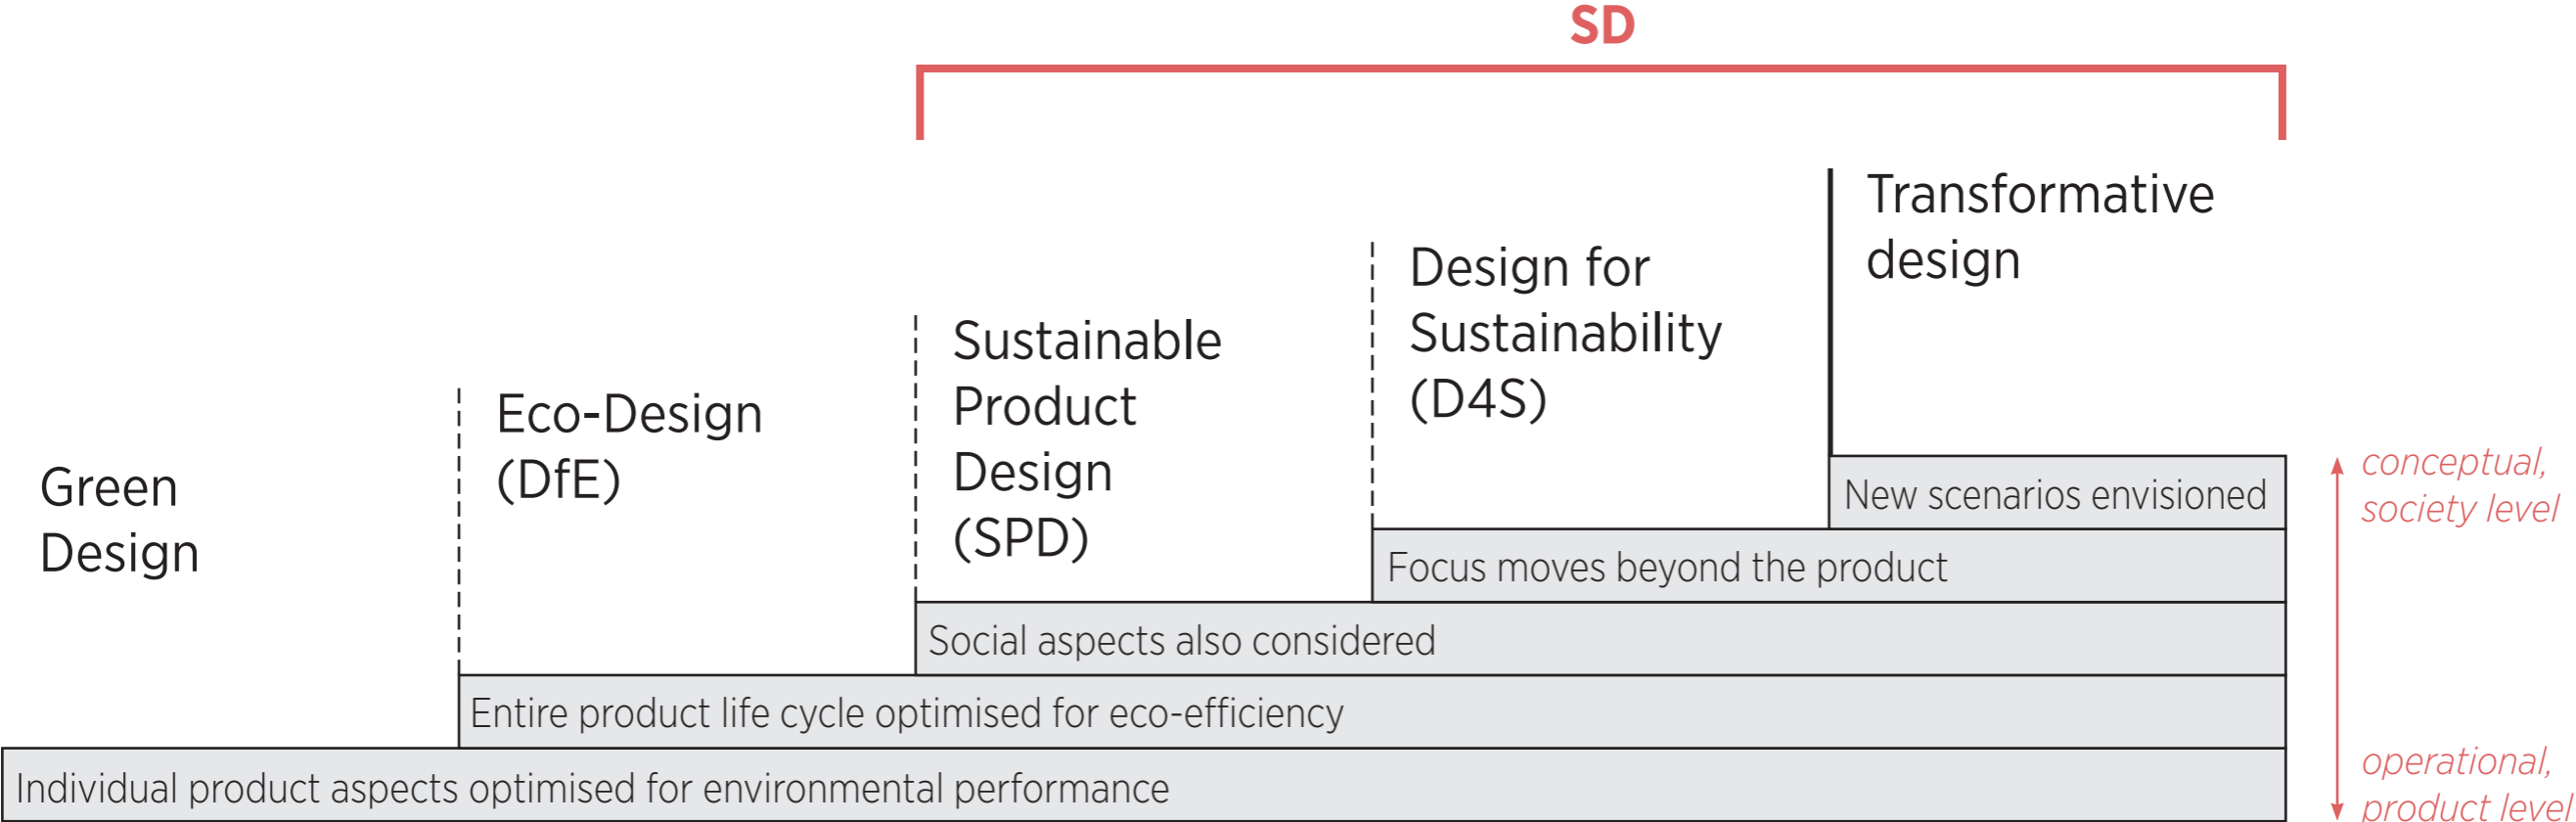 SD
Green
Design
Eco-Design
(DfE)
Sustainable
Product
Design
(SPD)
Design for
Sustainability
(D4S)
Transformative
design
New scenarios envisioned
Focus moves beyond the product
Social aspects also considered
Entire product life cycle optimised for eco-efficiency
Individual product aspects optimised for environmental performance
conceptual,
society level
operational,
product level